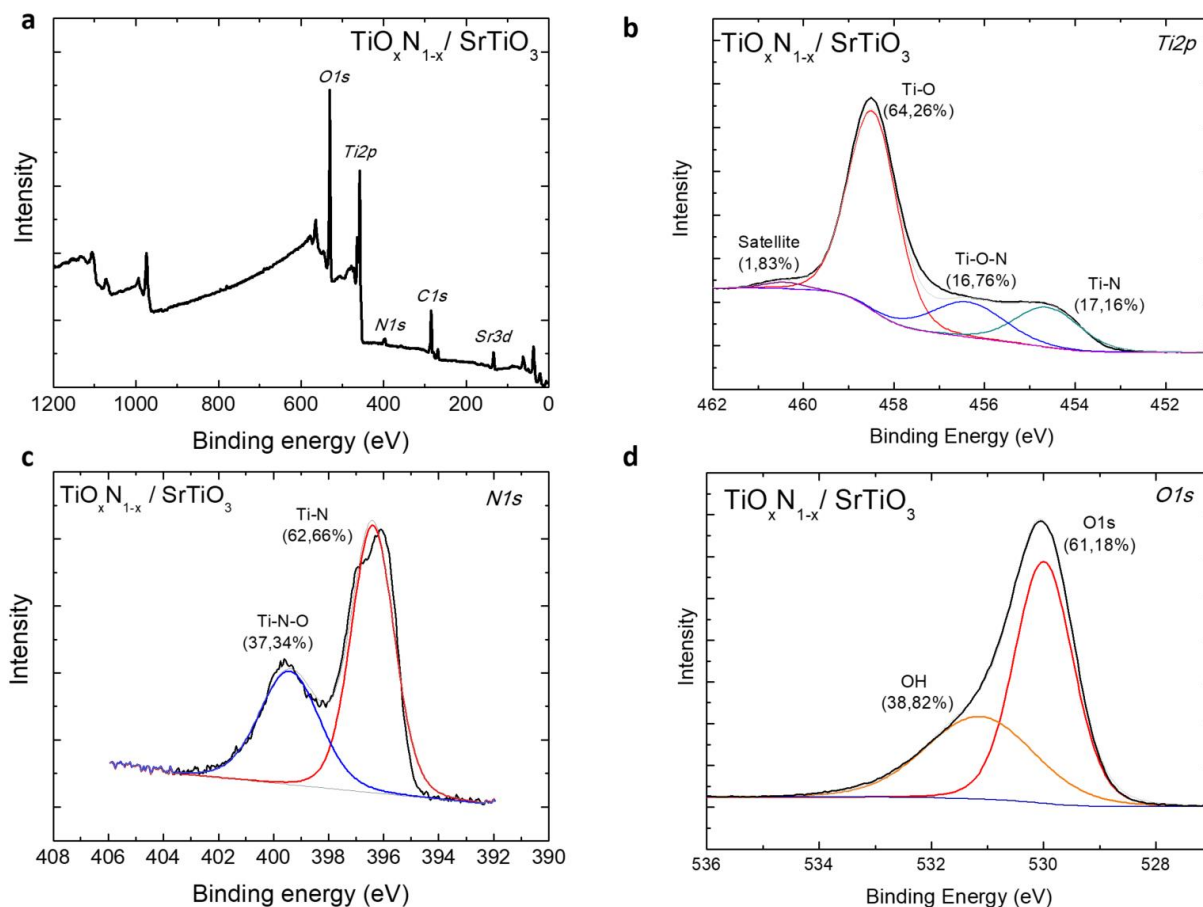 a
TiOxN1-x/ SrTiO3
O1s
Ti2p
N1s
C1s
Sr3d
Intensity
1200 1000 800 600 400 200 0
Binding energy (eV)
b
TiOxN1-x/ SrTiO3
Ti2p
Ti-O
(64,26%)
Satellite
(1,83%)
Ti-O-N
(16,76%)
Ti-N
(17,16%)
Intensity
462 460 458 456 454 452
Binding Energy (eV)
c
TiOxN1-x/ SrTiO3
N1s
Ti-N
(62,66%)
Ti-N-O
(37,34%)
Intensity
408 406 404 402 400 398 396 394 392 390
Binding energy (eV)
d
TiOxN1-x/ SrTiO3
O1s
O1s
(61,18%)
OH
(38,82%)
Intensity
536 534 532 530 528
Binding Energy (eV)